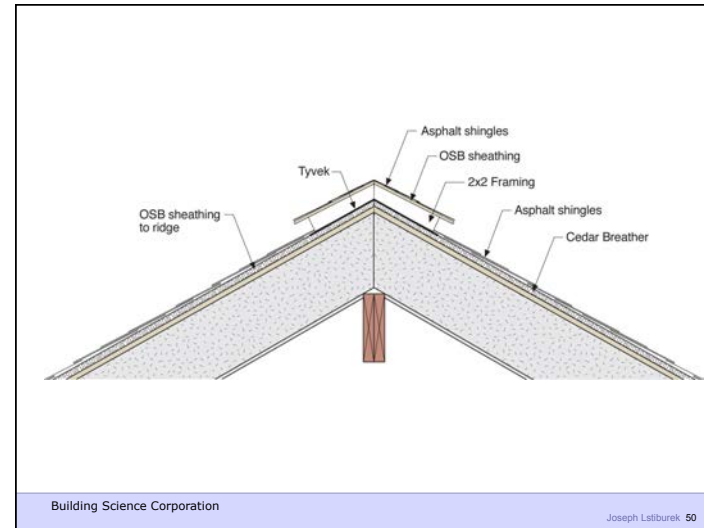 Asphalt shingles
OSB sheathing
Tyvek
2x2 Framing
OSB sheathing
to ridge
Asphalt shingles
Cedar Breather
Building Science Corporation
Joseph Lstiburek 50